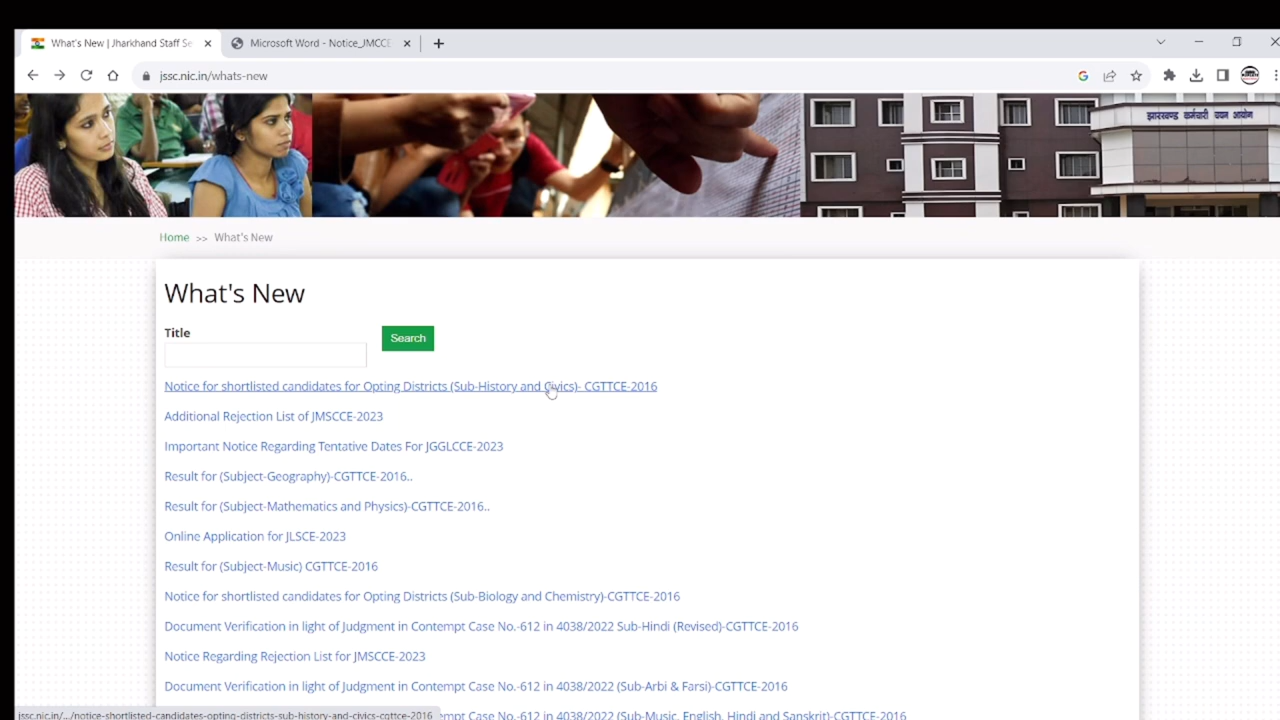 What's New | Jharkhand Staff Se
Microsoft Word - Notice_JMCCE
jssc.nic.in/whats-new
झारखण्ड कर्मचारी चयन आयोग
Home >> What's New
What's New
Title
Search
Notice for shortlisted candidates for Opting Districts (Sub-History and Civics)- CGTTCE-2016
Additional Rejection List of JMSCCE-2023
Important Notice Regarding Tentative Dates For JGGLCCE-2023
Result for (Subject-Geography)-CGTTCE-2016..
Result for (Subject-Mathematics and Physics)-CGTTCE-2016..
Online Application for JLSCE-2023
Result for (Subject-Music) CGTTCE-2016
Notice for shortlisted candidates for Opting Districts (Sub-Biology and Chemistry)-CGTTCE-2016
Document Verification in light of Judgment in Contempt Case No.-612 in 4038/2022 Sub-Hindi (Revised)-CGTTCE-2016
Notice Regarding Rejection List for JMSCCE-2023
Document Verification in light of Judgment in Contempt Case No.-612 in 4038/2022 (Sub-Arbi & Farsi)-CGTTCE-2016
empt Case No.-612 in 4038/2022 (Sub-Music, English, Hindi and Sanskrit)-CGTTCE-2016
jssc.nic.in/.../notice-shortlisted-candidates-opting-districts-sub-history-and-civics-cgttce-2016